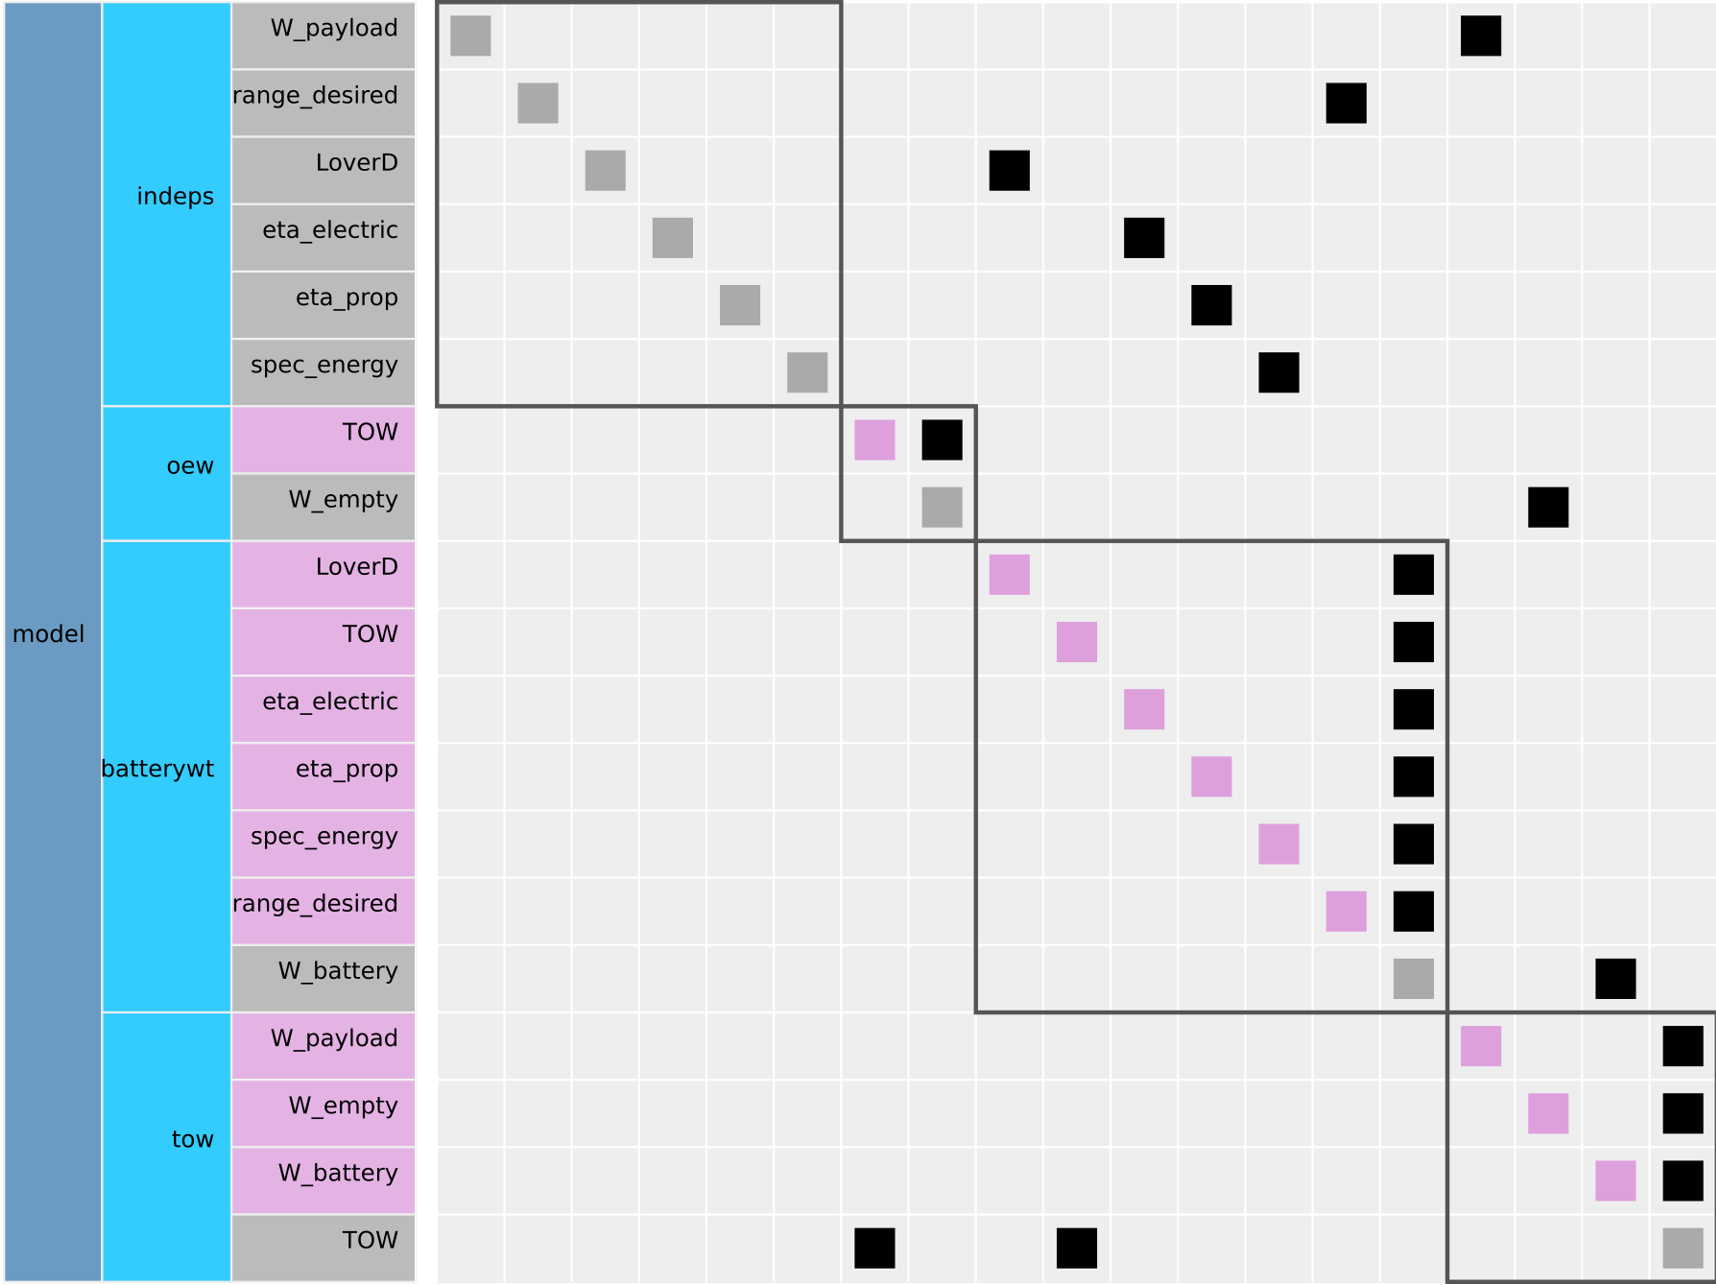 model
indeps
W_payload
range_desired
LoverD
eta_electric
eta_prop
spec_energy
oew
TOW
W_empty
batterywt
LoverD
TOW
eta_electric
eta_prop
spec_energy
range_desired
W_battery
tow
W_payload
W_empty
W_battery
TOW